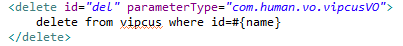 <delete id="del" parameterType="com.human.vo.vipcusVO">
delete from vipcus where id=#{name}
</delete>